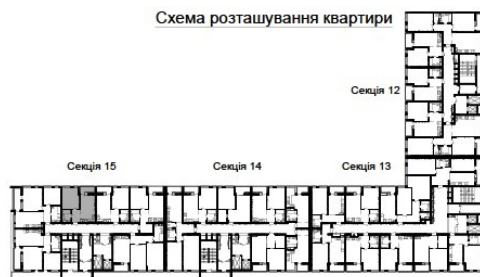 Схема розташування квартири
Секція 12
Секція 15
Секція 14
Секція 13